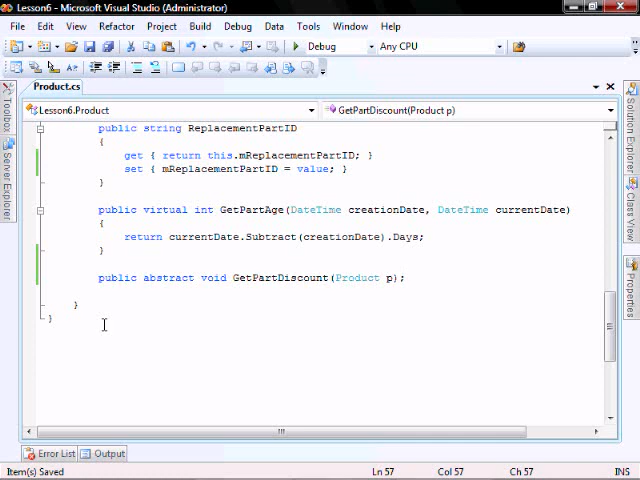 Lesson6 - Microsoft Visual Studio (Administrator)
File Edit View Refactor Project Build Debug Data Tools Window Help
Debug Any CPU
Product.cs
Lesson6.Product GetPartDiscount(Product p)
public string ReplacementPartID
{
get { return this.mReplacementPartID; }
set { mReplacementPartID = value; }
}
public virtual int GetPartAge(DateTime creationDate, DateTime currentDate)
{
return currentDate.Subtract(creationDate).Days;
}
public abstract void GetPartDiscount(Product p);
}
}
Toolbox
Server Explorer
Solution Explorer
Class View
Properties
Error List Output
Item(s) Saved Ln 57 Col 57 Ch 57 INS